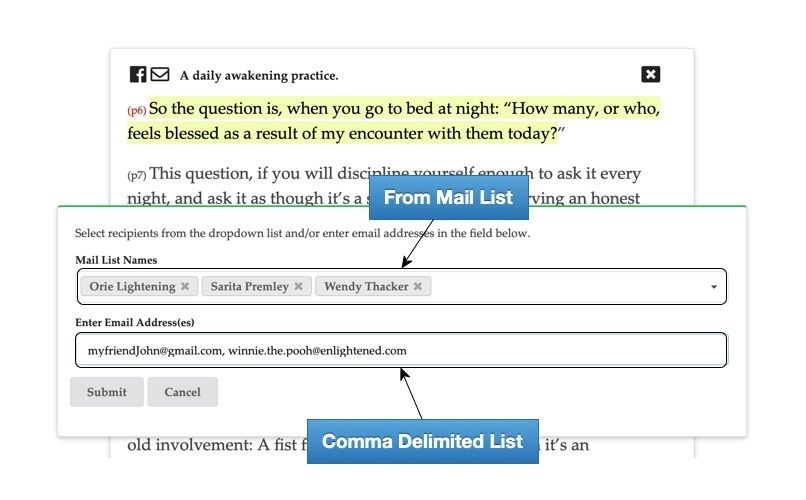 A daily awakening practice.
(p6) So the question is, when you go to bed at night: “How many, or who,
feels blessed as a result of my encounter with them today?”
(p7) This question, if you will discipline yourself enough to ask it every
night, and ask it as though it’s a s rving an honest
From Mail List
Select recipients from the dropdown list and/or enter email addresses in the field below.
Mail List Names
Orie Lightening Sarita Premley Wendy Thacker
Enter Email Address(es)
myfriendJohn@gmail.com, winnie.the.pooh@enlightened.com
Submit Cancel
Comma Delimited List
old involvement: A fist f it’s an